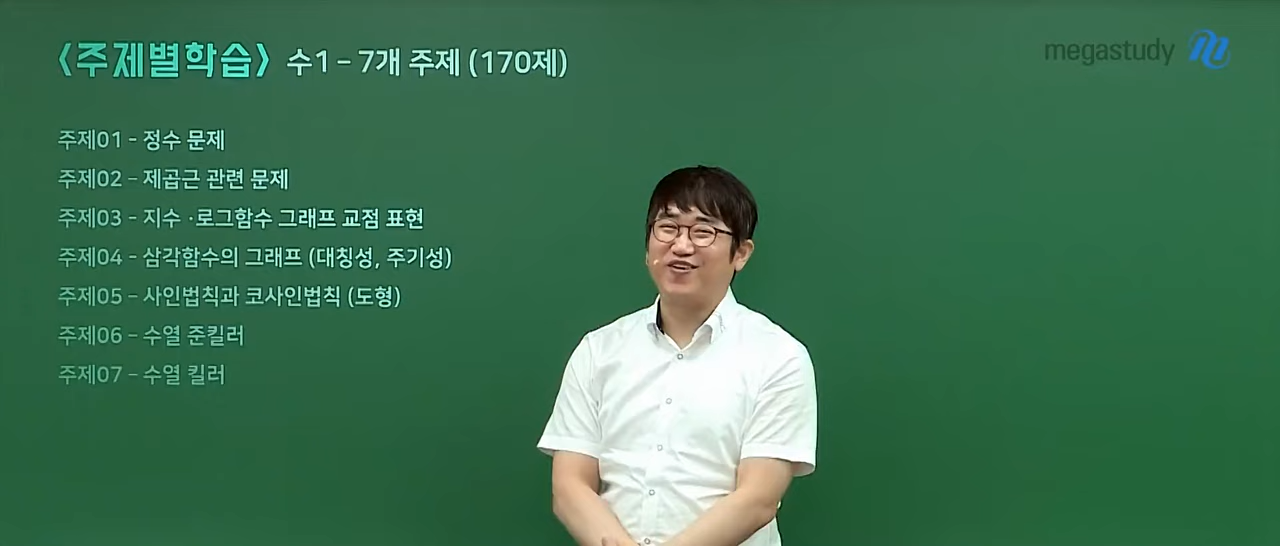 <주제별학습> 수1 - 7개 주제 (170제)
megastudy
주제01 - 정수 문제
주제02 - 제곱근 관련 문제
주제03 - 지수 ·로그함수 그래프 교점 표현
주제04 - 삼각함수의 그래프 (대칭성, 주기성)
주제05 - 사인법칙과 코사인법칙 (도형)
주제06 - 수열 준킬러
주제07 - 수열 킬러